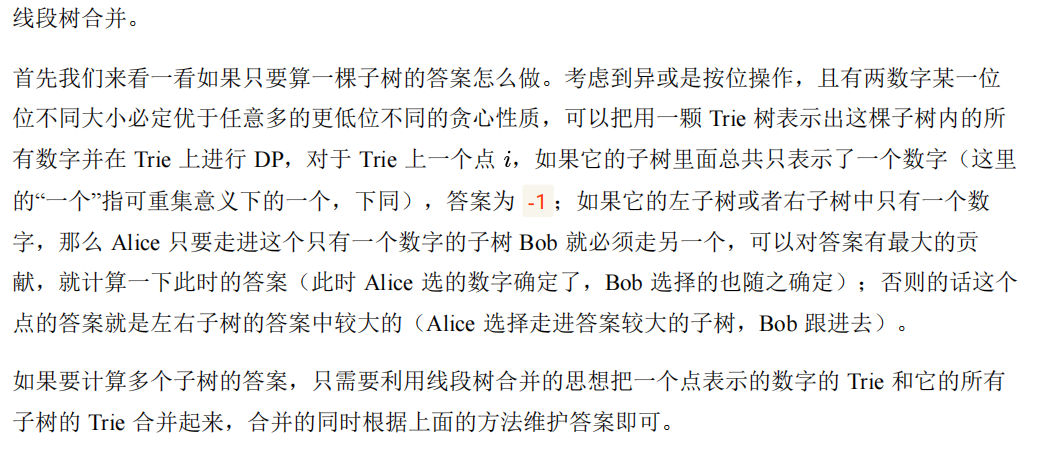 线段树合并。
首先我们来看一看如果只要算一棵子树的答案怎么做。考虑到异或是按位操作，且有两数字某一位
位不同大小必定优于任意多的更低位不同的贪心性质，可以把用一颗 Trie 树表示出这棵子树内的所
有数字并在 Trie 上进行 DP，对于 Trie 上一个点 i，如果它的子树里面总共只表示了一个数字（这里
的“一个”指可重集意义下的一个，下同），答案为 -1；如果它的左子树或者右子树中只有一个数
字，那么 Alice 只要走进这个只有一个数字的子树 Bob 就必须走另一个，可以对答案有最大的贡
献，就计算一下此时的答案（此时 Alice 选的数字确定了，Bob 选择的也随之确定）；否则的话这个
点的答案就是左右子树的答案中较大的（Alice 选择走进答案较大的子树，Bob 跟进去）。
如果要计算多个子树的答案，只需要利用线段树合并的思想把一个点表示的数字的 Trie 和它的所有
子树的 Trie 合并起来，合并的同时根据上面的方法维护答案即可。